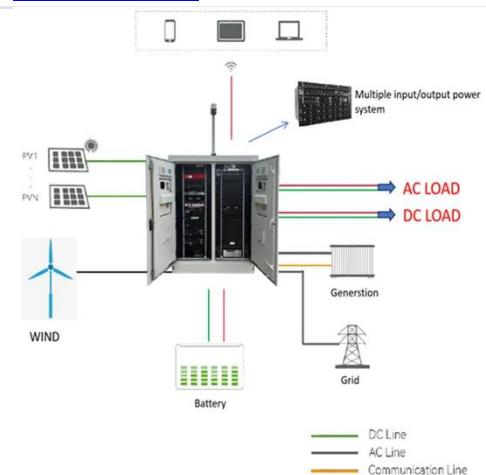 Multiple input/output power
system
PV1
PVN
AC LOAD
DC LOAD
WIND
Generstion
Grid
Battery
DC Line
AC Line
Communication Line